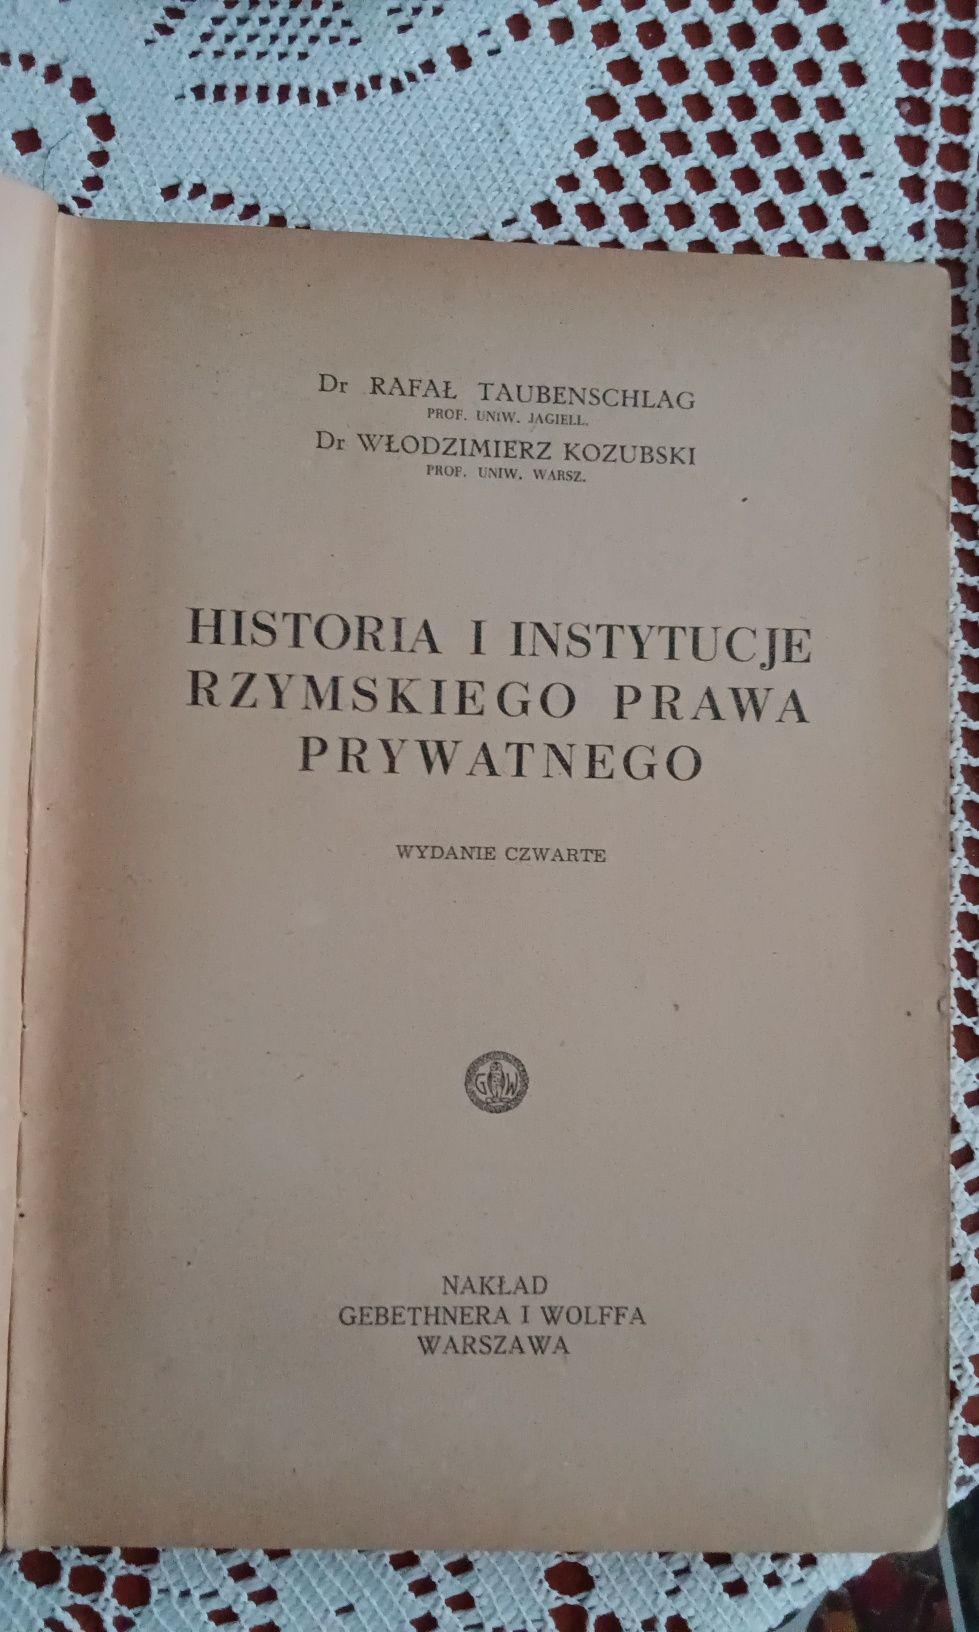 Dr RAFAŁ TAUBENSCHLAG
PROF. UNIW. JAGIELL.
Dr WŁODZIMIERZ KOZUBSKI
PROF. UNIW. WARSZ.
HISTORIA I INSTYTUCJE
RZYMSKIEGO PRAWA
PRYWATNEGO
WYDANIE CZWARTE
G W
NAKŁAD
GEBETHNERA I WOLFFA
WARSZAWA